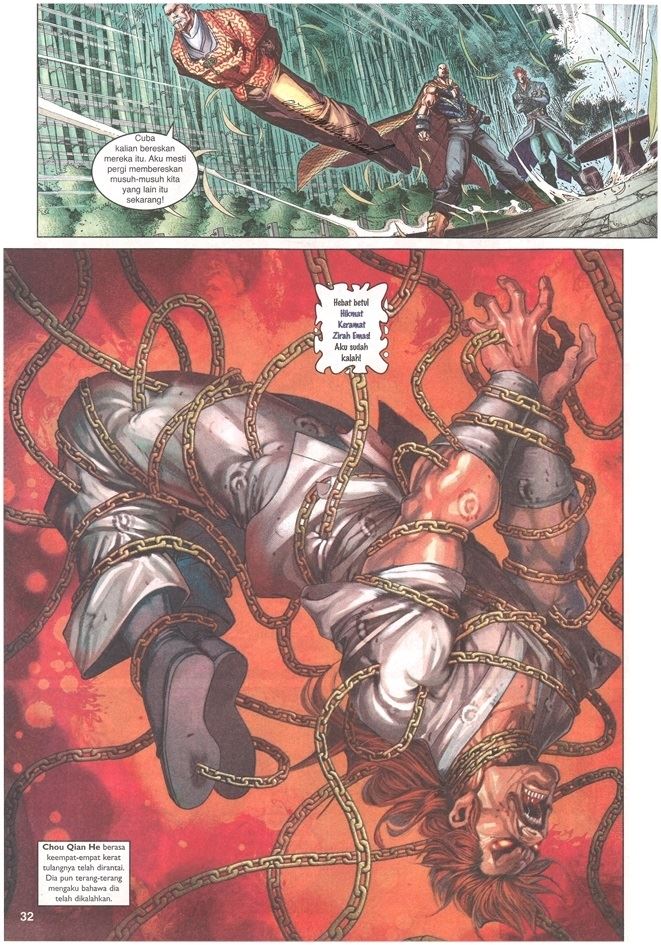 Cuba
kalian bereskan
mereka itu. Aku mesti
pergi membereskan
musuh-musuh kita
yang lain itu
sekarang!
Hebat betul
Hikmat
Keramat
Zirah Emas!
Aku sudah
kalah!
Chou Qian He berasa
keempat-empat kerat
tulangnya telah dirantai.
Dia pun terang-terang
mengaku bahawa dia
telah dikalahkan.
32